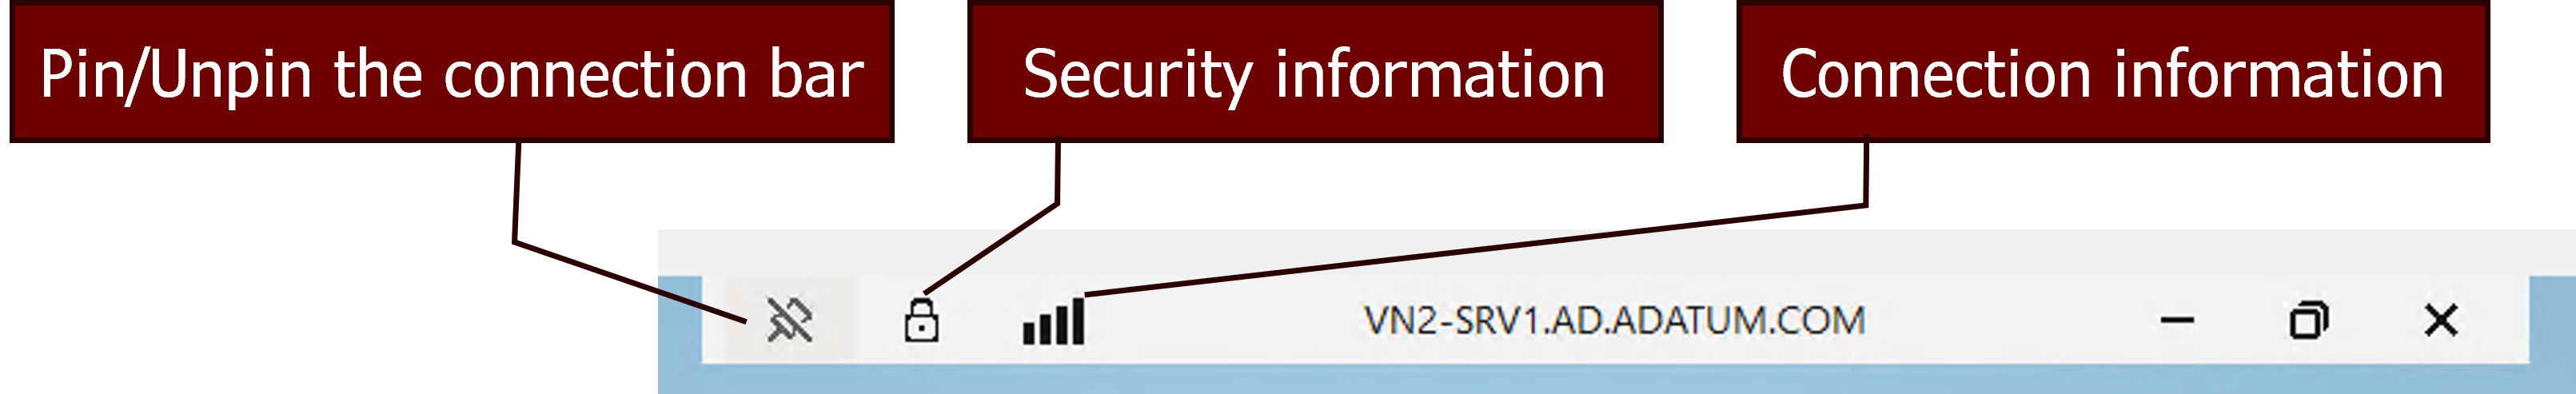 Pin/Unpin the connection bar
Security information
Connection information
VN2-SRV1.AD.ADATUM.COM